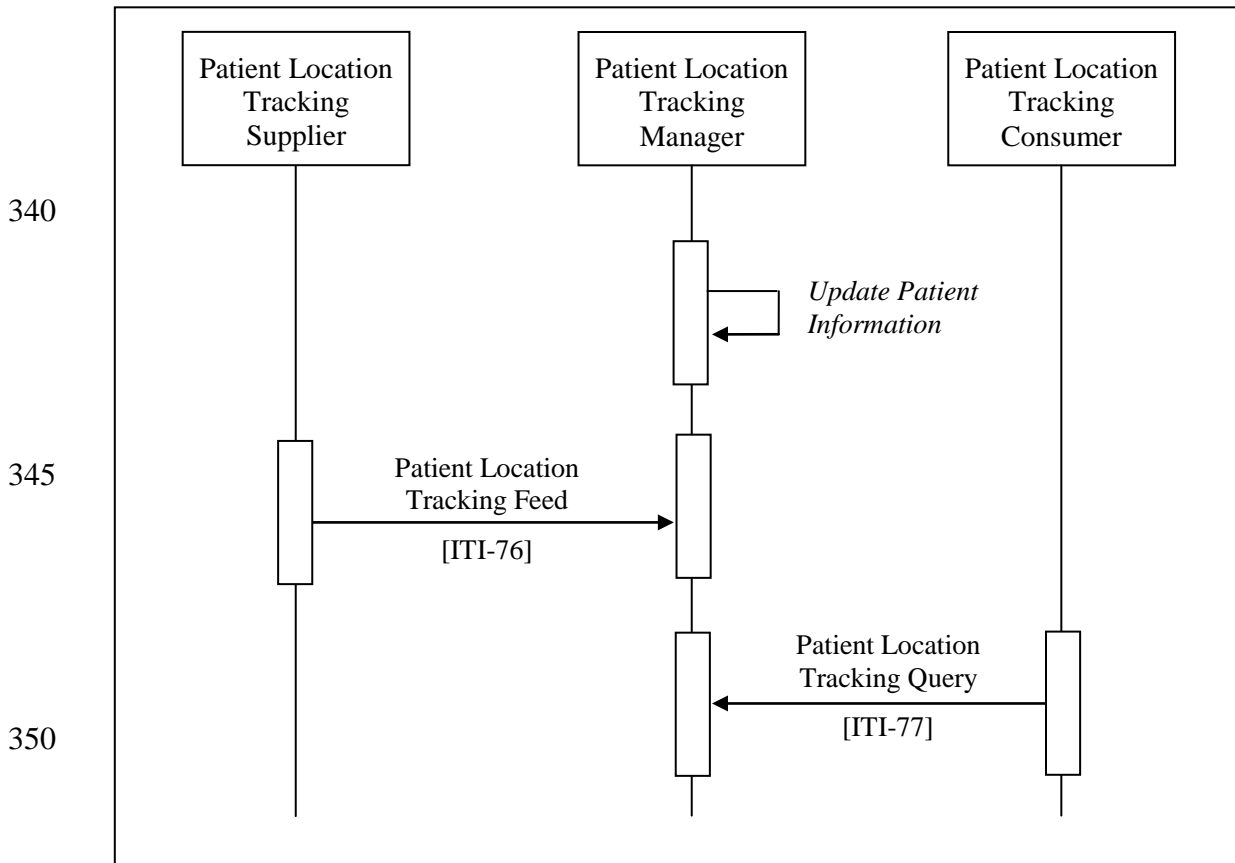 Patient Location
Tracking
Supplier
Patient Location
Tracking
Manager
Patient Location
Tracking
Consumer
340
Update Patient
Information
345
Patient Location
Tracking Feed
[ITI-76]
Patient Location
Tracking Query
[ITI-77]
350